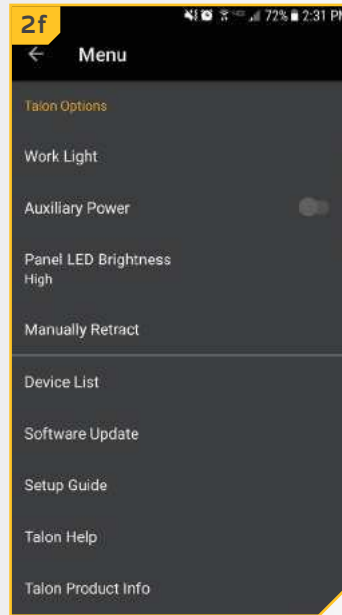 2f
72% 2:31 PM
Menu
Talon Options
Work Light
Auxiliary Power
Panel LED Brightness
High
Manually Retract
Device List
Software Update
Setup Guide
Talon Help
Talon Product Info